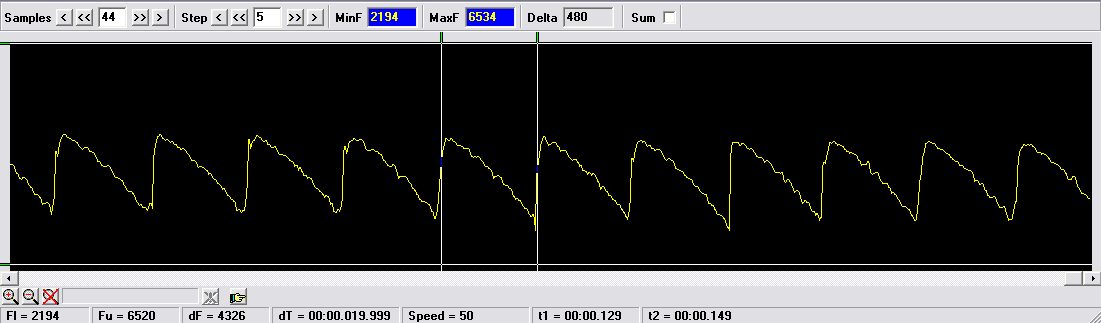 Samples < << 44 >> > Step < << 5 >> > MinF 2194 MaxF 6534 Delta 480 Sum
Fl = 2194 Fu = 6520 dF = 4326 dT = 00:00.019.999 Speed = 50 t1 = 00:00.129 t2 = 00:00.149